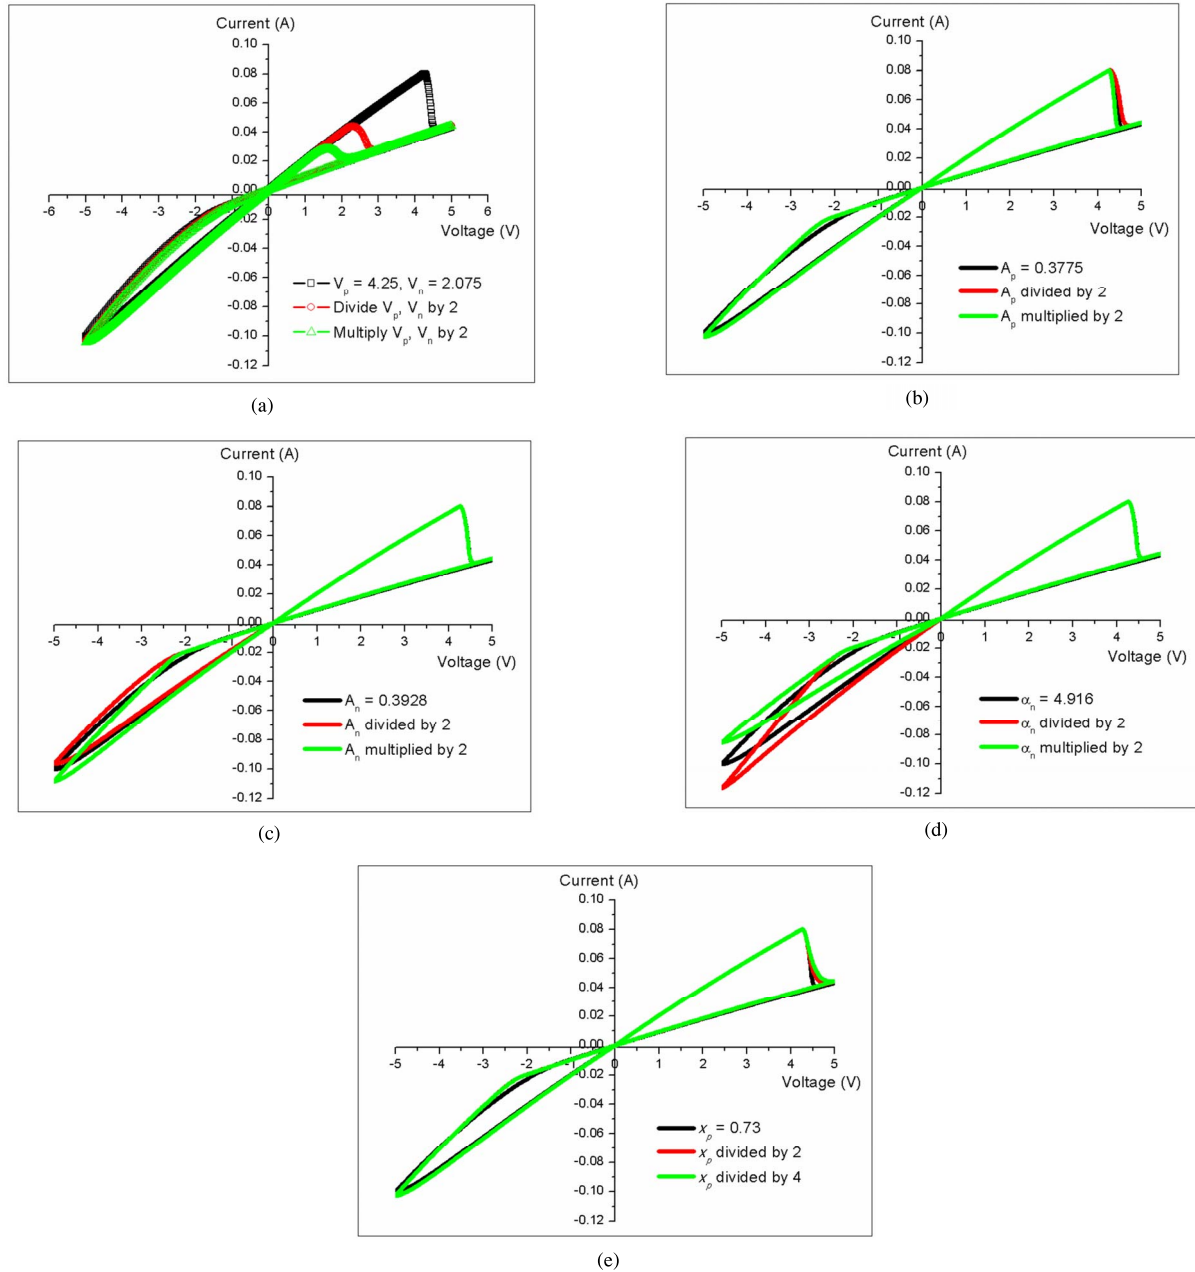 Current (A)
0.10
0.08
0.06
0.04
0.02
0.00
-6 -5 -4 -3 -2 -1 0 1 2 3 4 5 6
Voltage (V)
-0.02
-0.04
-0.06
-0.08
-0.10
-0.12
Vp = 4.25, Vn = 2.075
Divide Vp, Vn by 2
Multiply Vp, Vn by 2
(a)
Current (A)
0.10
0.08
0.06
0.04
0.02
0.00
-5 -4 -3 -2 -1 0 1 2 3 4 5
Voltage (V)
-0.02
-0.04
-0.06
-0.08
-0.10
-0.12
Ap = 0.3775
Ap divided by 2
Ap multiplied by 2
(b)
Current (A)
0.10
0.08
0.06
0.04
0.02
0.00
-5 -4 -3 -2 -1 0 1 2 3 4 5
Voltage (V)
-0.02
-0.04
-0.06
-0.08
-0.10
-0.12
An = 0.3928
An divided by 2
An multiplied by 2
(c)
Current (A)
0.10
0.08
0.06
0.04
0.02
0.00
-5 -4 -3 -2 -1 0 1 2 3 4 5
Voltage (V)
-0.02
-0.04
-0.06
-0.08
-0.10
-0.12
αn = 4.916
αn divided by 2
αn multiplied by 2
(d)
Current (A)
0.10
0.08
0.06
0.04
0.02
0.00
-5 -4 -3 -2 -1 0 1 2 3 4 5
Voltage (V)
-0.02
-0.04
-0.06
-0.08
-0.10
-0.12
xp = 0.73
xp divided by 2
xp divided by 4
(e)